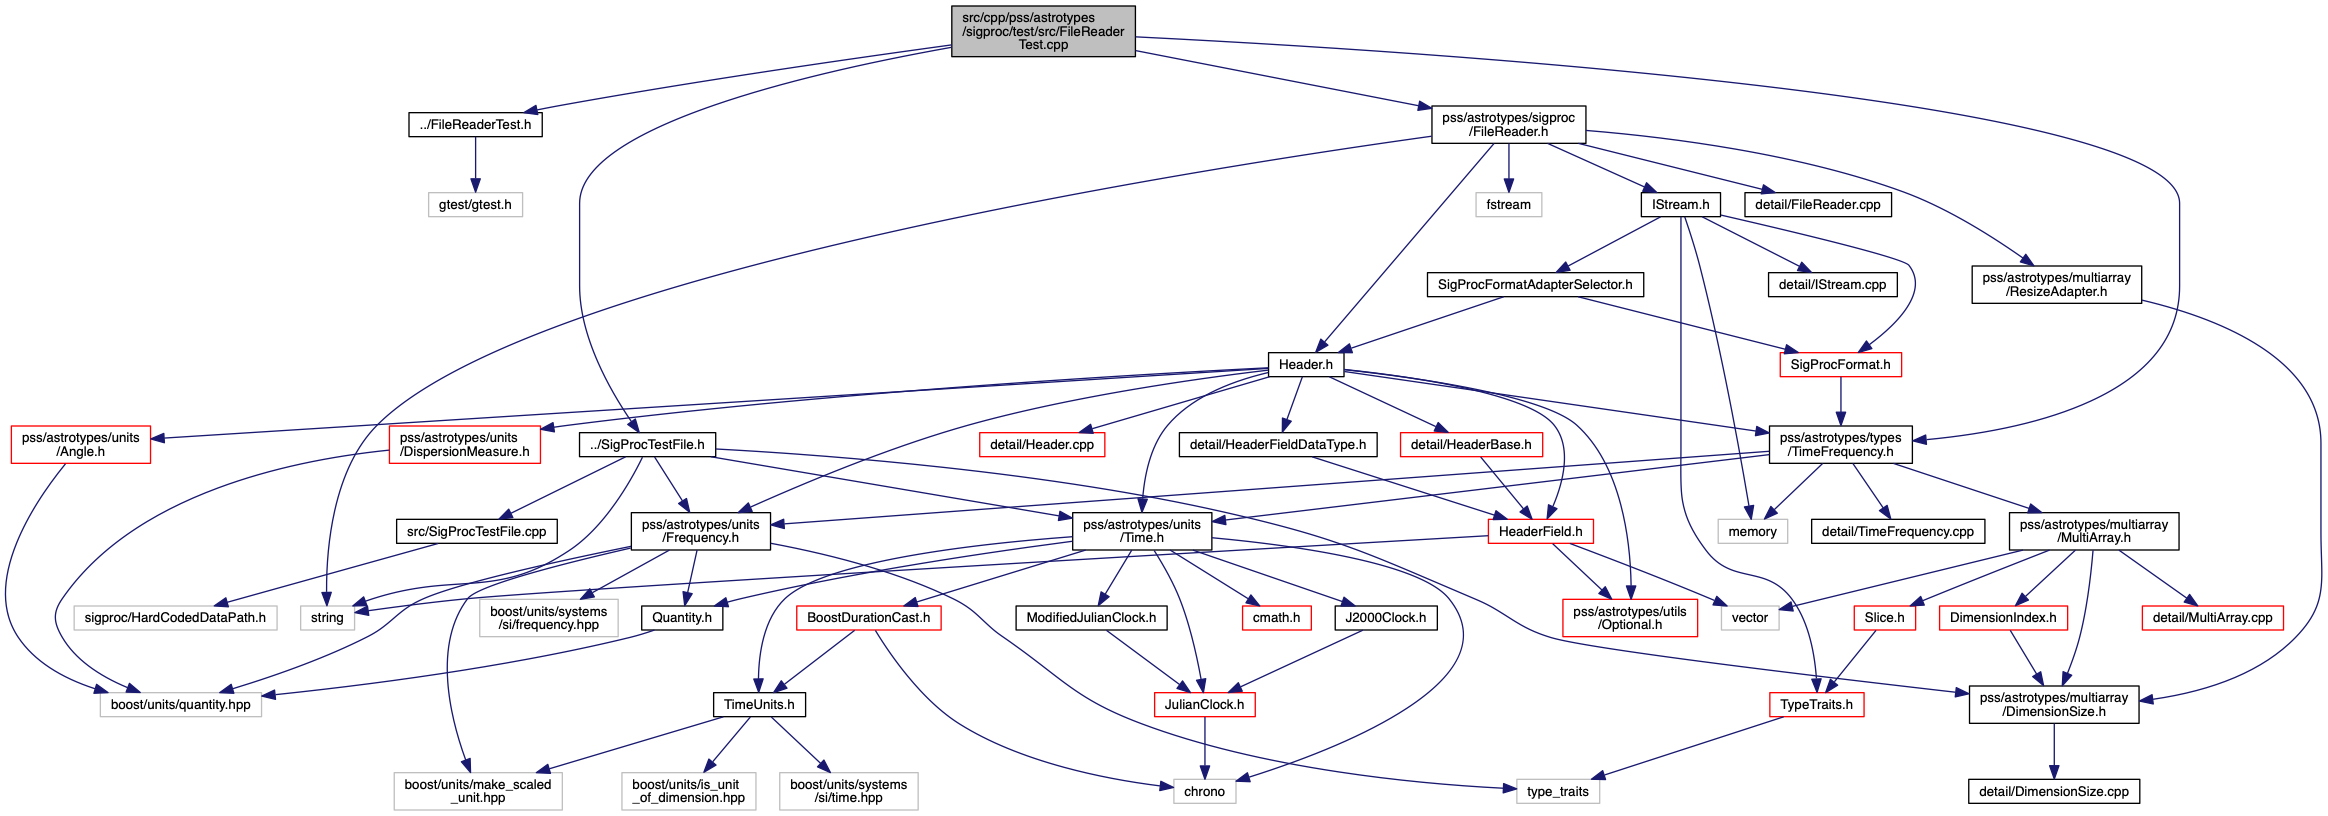 src/cpp/pss/astrotypes
/sigproc/test/src/FileReader
Test.cpp
../FileReaderTest.h
pss/astrotypes/sigproc
/FileReader.h
gtest/gtest.h
fstream
IStream.h
detail/FileReader.cpp
SigProcFormatAdapterSelector.h
detail/IStream.cpp
pss/astrotypes/multiarray
/ResizeAdapter.h
Header.h
SigProcFormat.h
pss/astrotypes/units
/Angle.h
pss/astrotypes/units
/DispersionMeasure.h
../SigProcTestFile.h
detail/Header.cpp
detail/HeaderFieldDataType.h
detail/HeaderBase.h
pss/astrotypes/types
/TimeFrequency.h
src/SigProcTestFile.cpp
pss/astrotypes/units
/Frequency.h
pss/astrotypes/units
/Time.h
HeaderField.h
memory
detail/TimeFrequency.cpp
pss/astrotypes/multiarray
/MultiArray.h
sigproc/HardCodedDataPath.h
string
boost/units/systems
/si/frequency.hpp
Quantity.h
BoostDurationCast.h
ModifiedJulianClock.h
cmath.h
J2000Clock.h
pss/astrotypes/utils
/Optional.h
vector
Slice.h
DimensionIndex.h
detail/MultiArray.cpp
boost/units/quantity.hpp
TimeUnits.h
JulianClock.h
TypeTraits.h
pss/astrotypes/multiarray
/DimensionSize.h
boost/units/make_scaled
_unit.hpp
boost/units/is_unit
_of_dimension.hpp
boost/units/systems
/si/time.hpp
chrono
type_traits
detail/DimensionSize.cpp